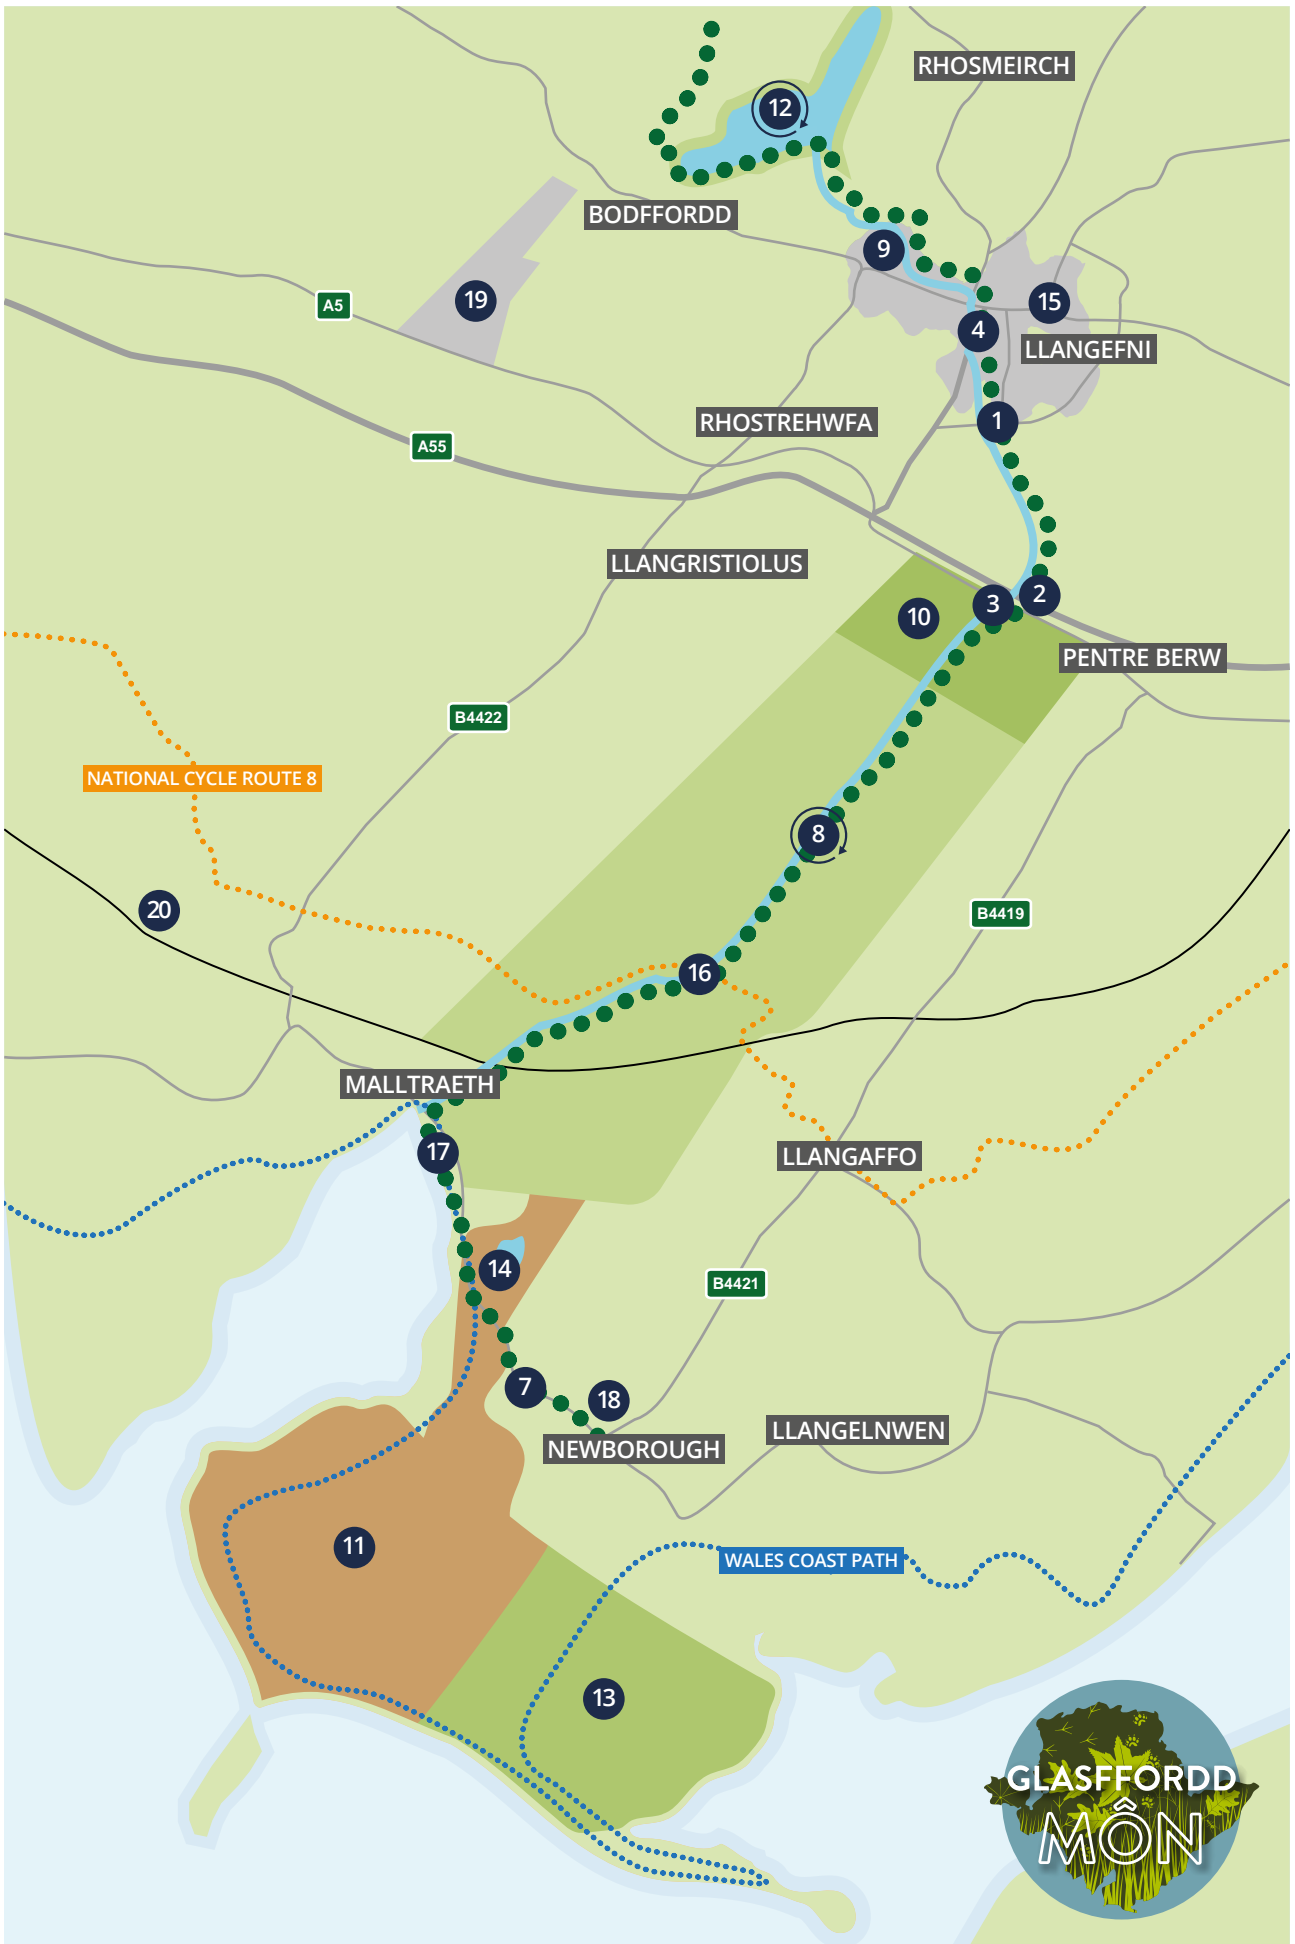 RHOSMEIRCH
12
BODFFORDD
9
19
A5
15
4
LLANGEFNI
RHOSTREHWFA
1
A55
LLANGRISTIOLUS
2
3
10
PENTRE BERW
B4422
NATIONAL CYCLE ROUTE 8
8
20
B4419
16
MALLTRAETH
17
LLANGAFFO
14
B4421
7
18
LLANGELNWEN
NEWBOROUGH
11
WALES COAST PATH
13
GLASFFORDD
MÔN